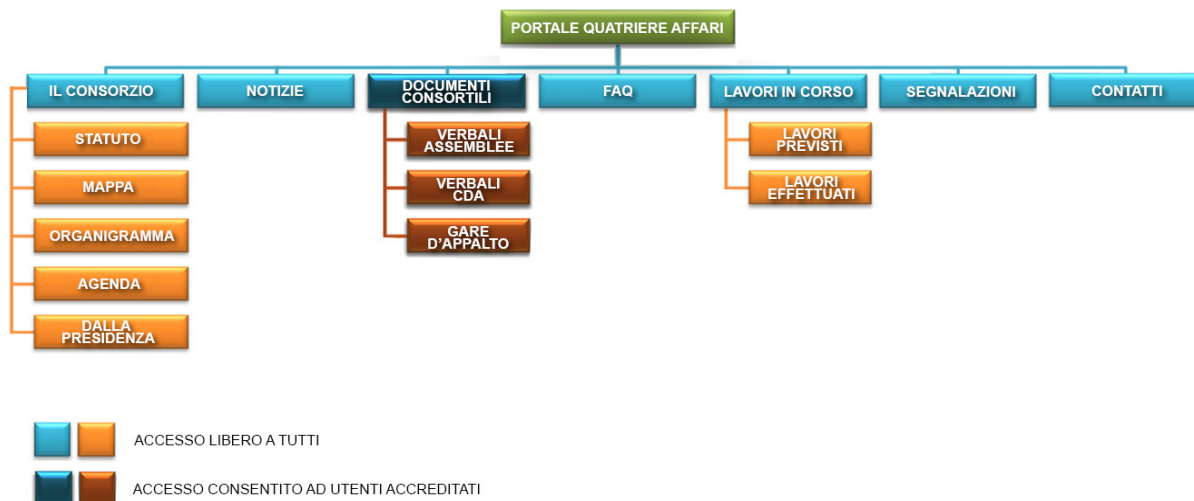 PORTALE QUATRIERE AFFARI
IL CONSORZIO
NOTIZIE
DOCUMENTI
CONSORTILI
FAQ
LAVORI IN CORSO
SEGNALAZIONI
CONTATTI
STATUTO
MAPPA
ORGANIGRAMMA
AGENDA
DALLA
PRESIDENZA
VERBALI
ASSEMBLEE
VERBALI
CDA
GARE
D'APPALTO
LAVORI
PREVISTI
LAVORI
EFFETTUATI
ACCESSO LIBERO A TUTTI
ACCESSO CONSENTITO AD UTENTI ACCREDITATI